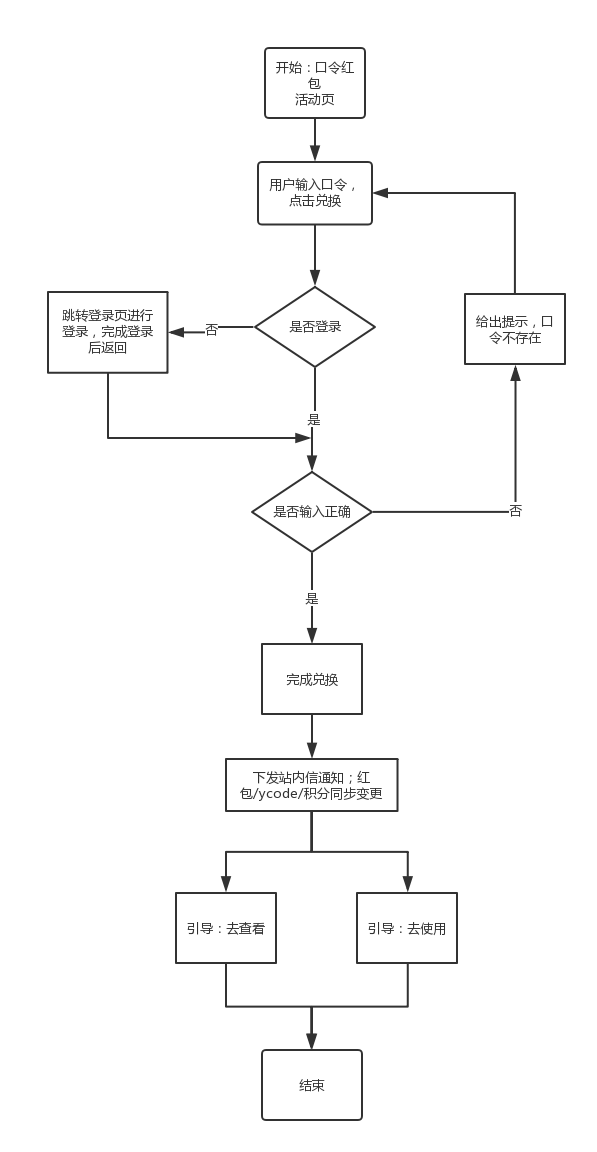 开始：口令红
包
活动页
用户输入口令，
点击兑换
跳转登录页进行
登录，完成登录
后返回
否
是否登录
给出提示，口
令不存在
是
是否输入正确
否
是
完成兑换
下发站内信通知；红
包/ycode/积分同步变更
引导：去查看
引导：去使用
结束